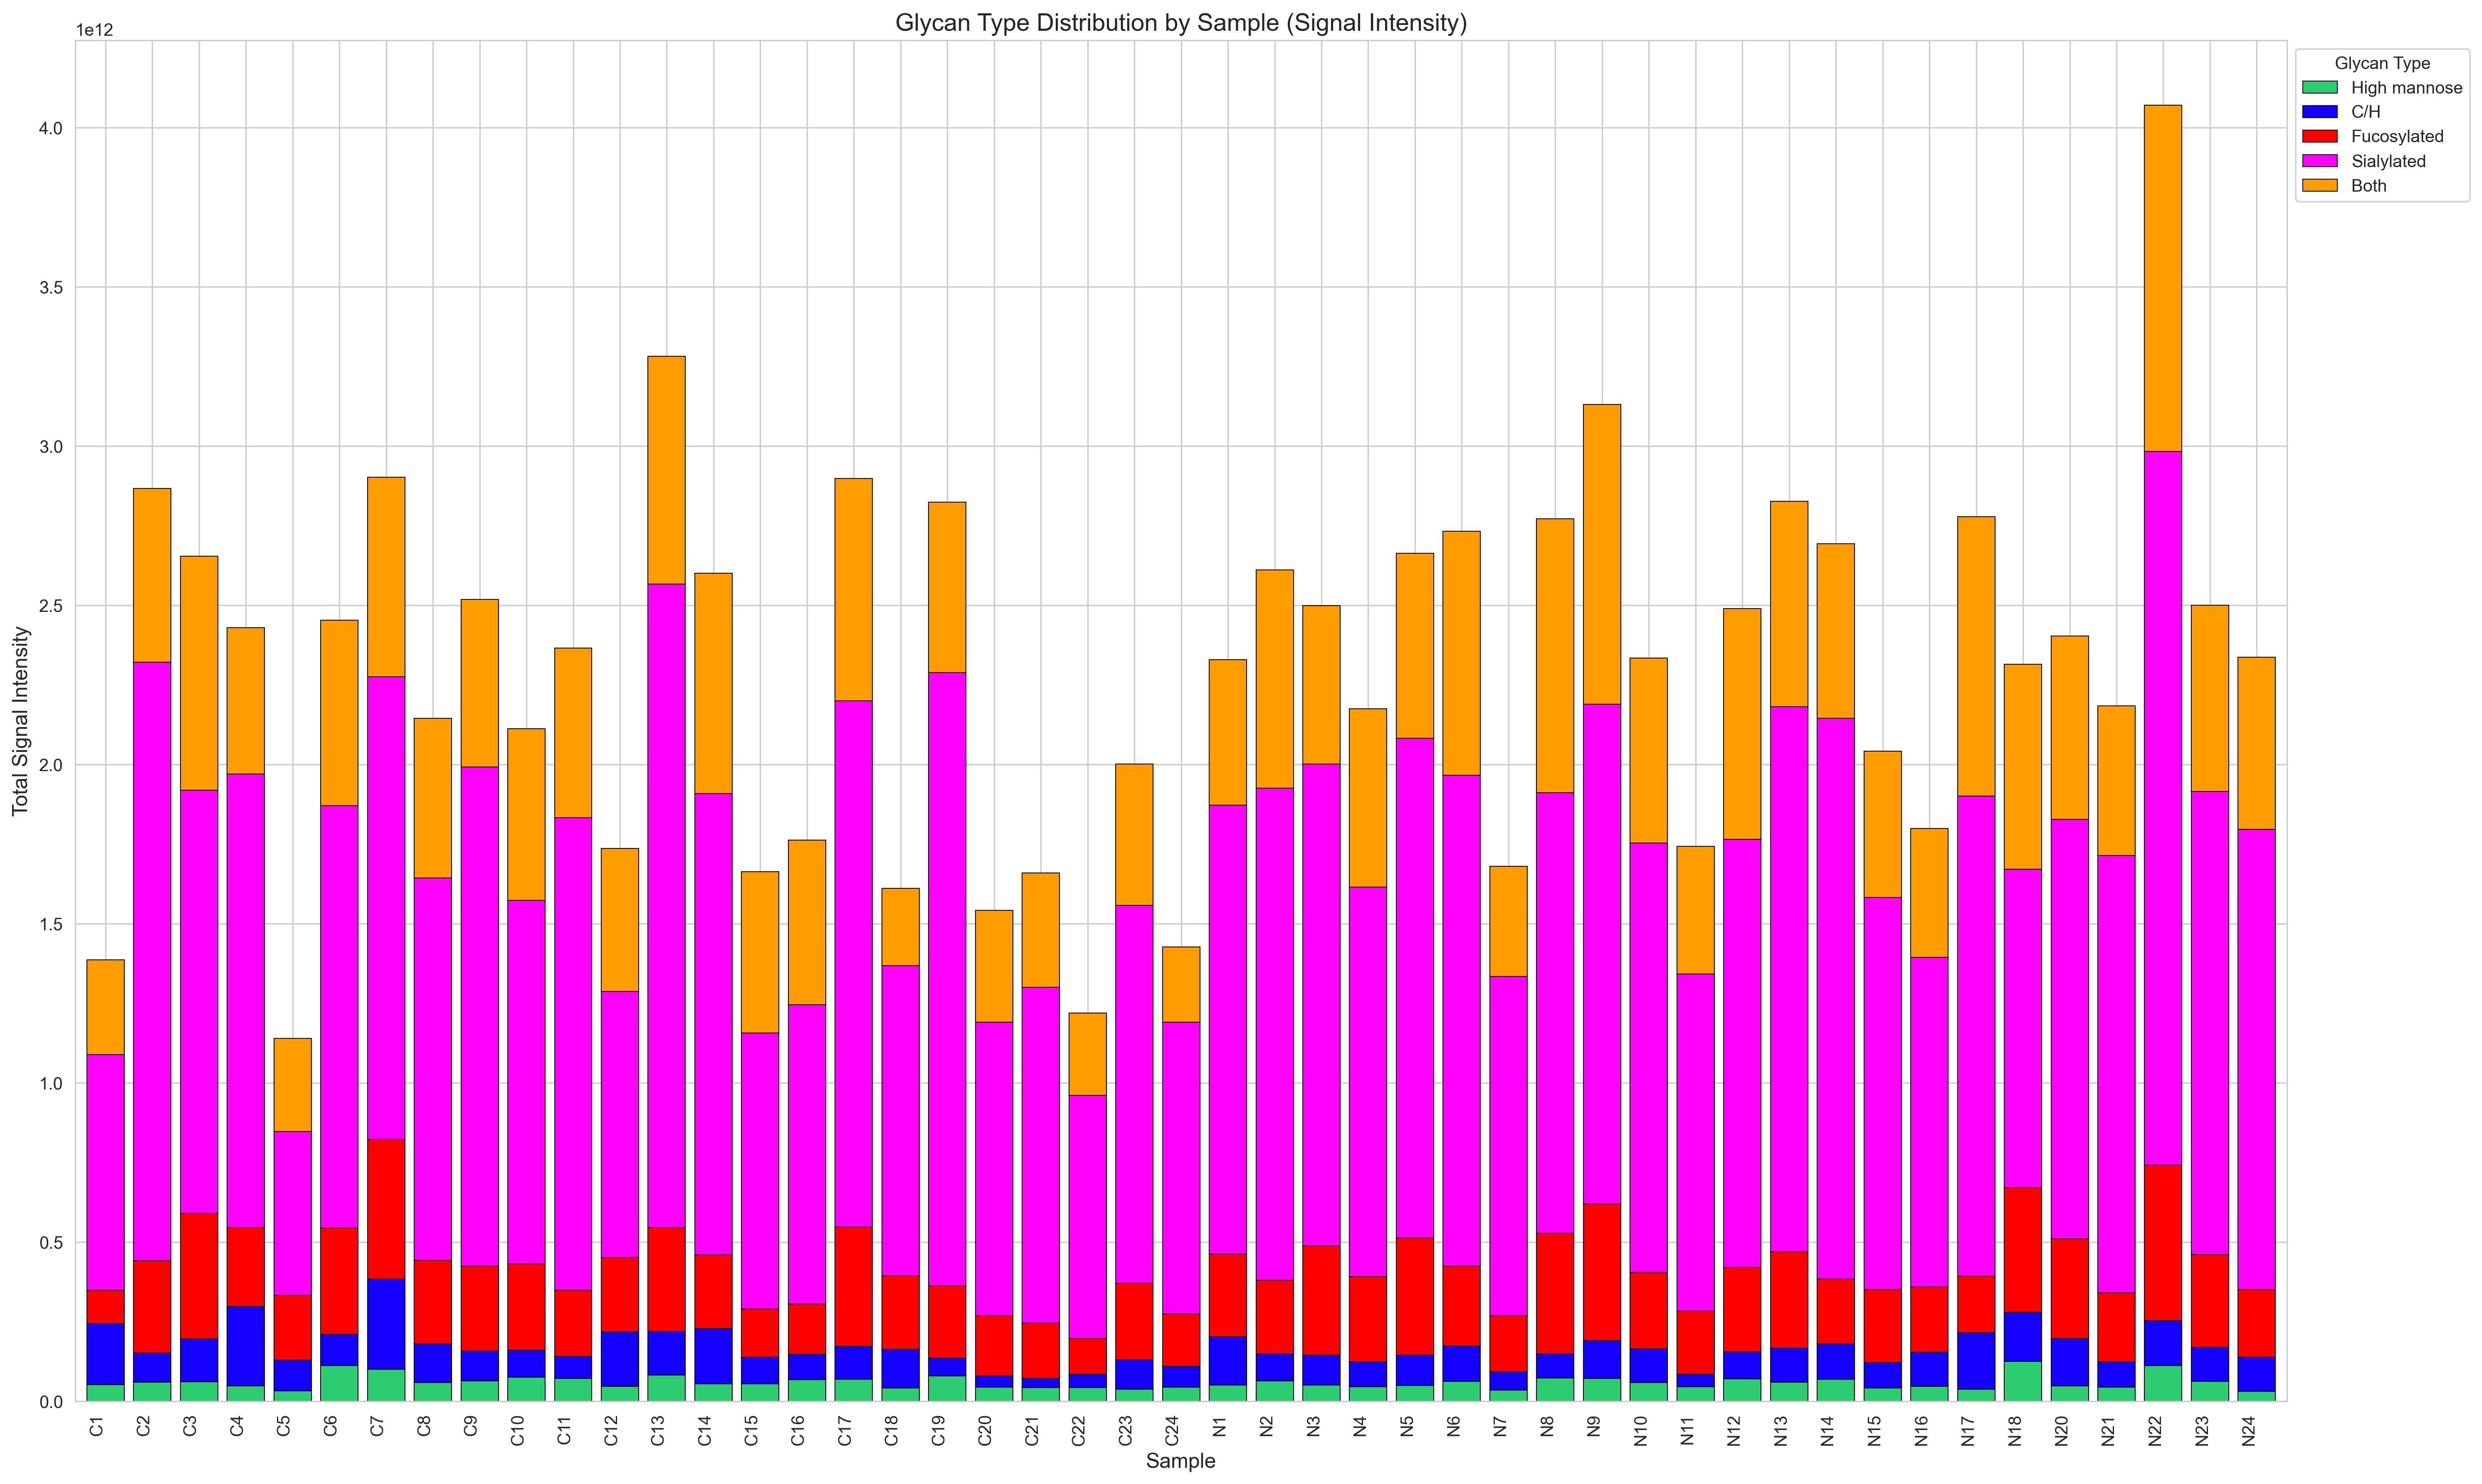 Glycan Type Distribution by Sample (Signal Intensity)
1e12
Glycan Type
High mannose
C/H
Fucosylated
Sialylated
Both
Total Signal Intensity
4.0
3.5
3.0
2.5
2.0
1.5
1.0
0.5
0.0
C1 C2 C3 C4 C5 C6 C7 C8 C9 C10 C11 C12 C13 C14 C15 C16 C17 C18 C19 C20 C21 C22 C23 C24 N1 N2 N3 N4 N5 N6 N7 N8 N9 N10 N11 N12 N13 N14 N15 N16 N17 N18 N20 N21 N22 N23 N24
Sample